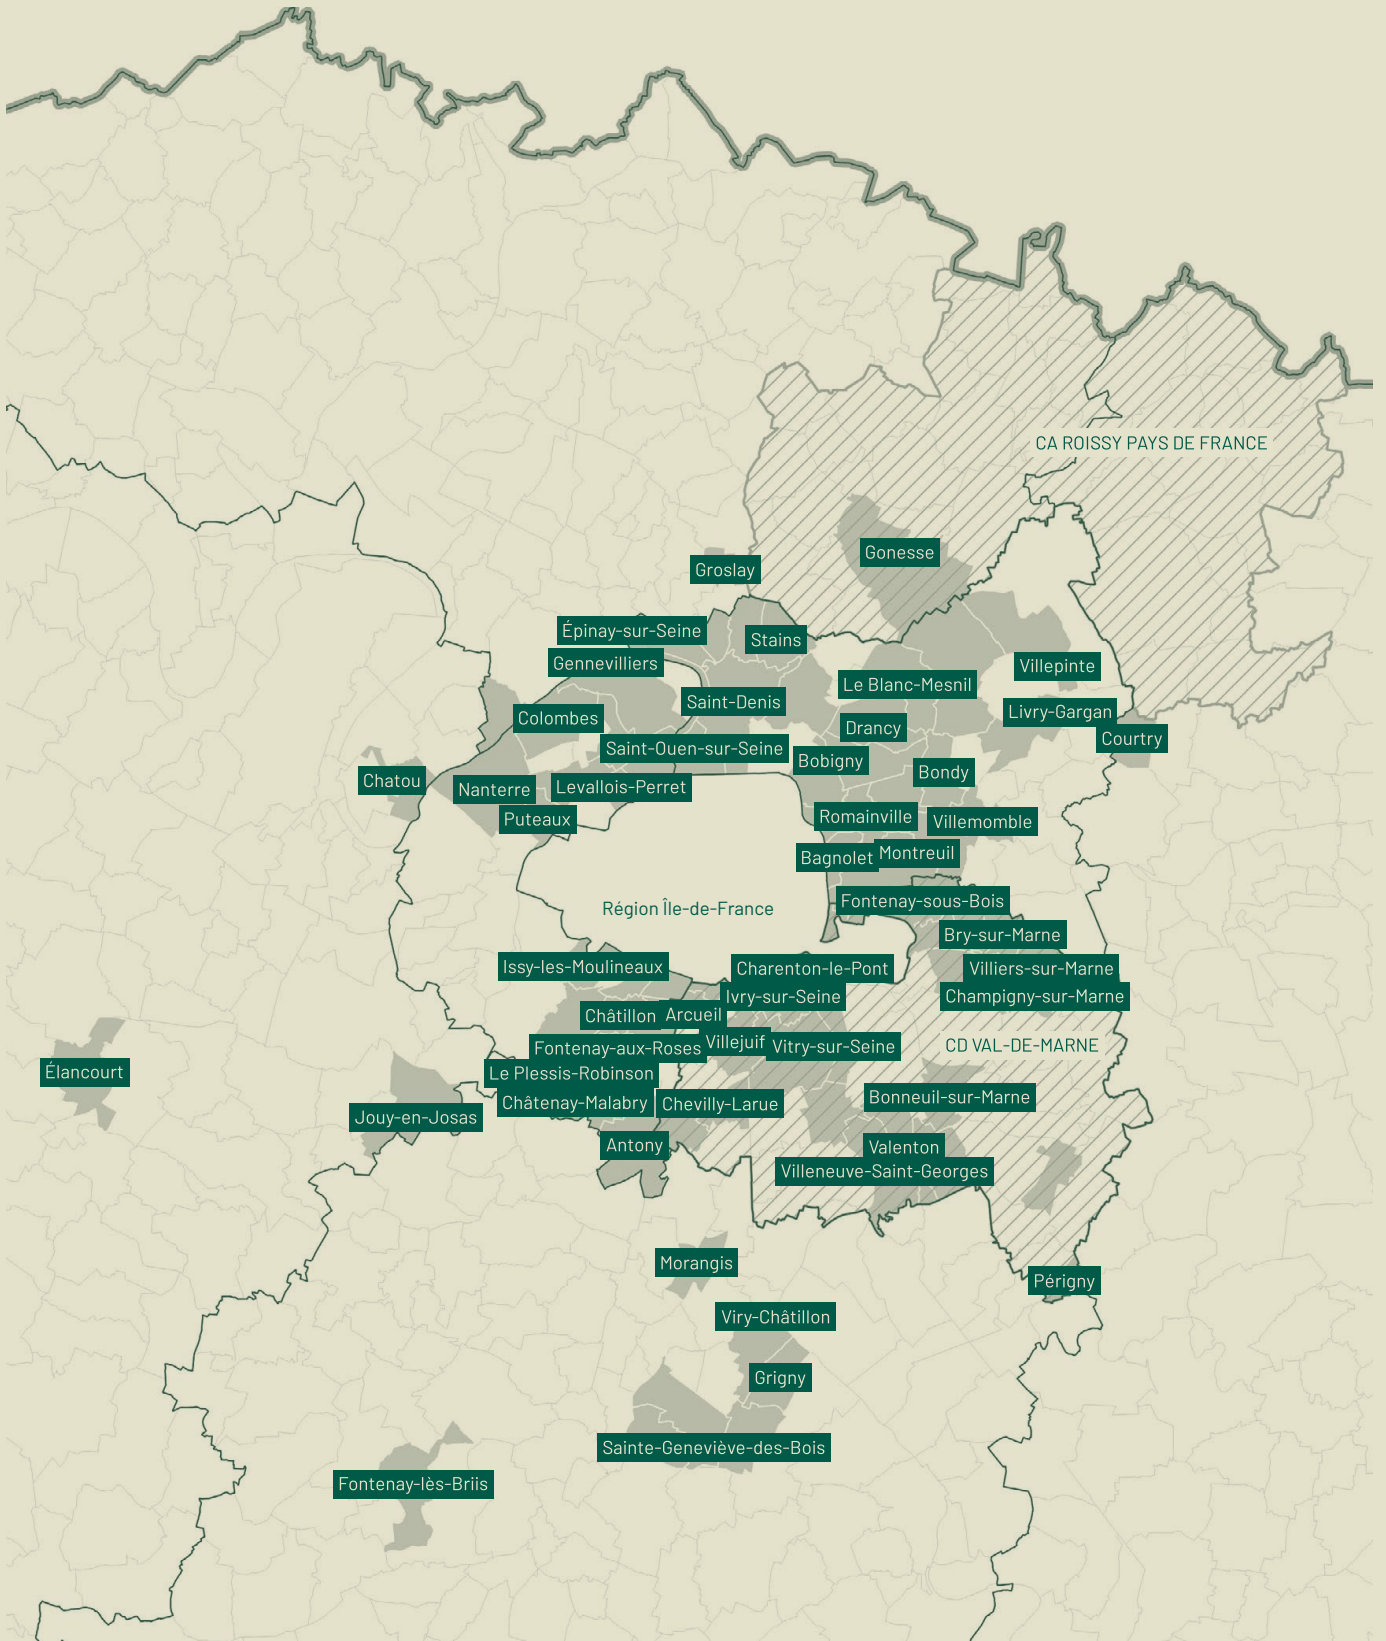 CA ROISSY PAYS DE FRANCE
Gonesse
Groslay
Épinay-sur-Seine
Stains
Gennevilliers
Villepinte
Le Blanc-Mesnil
Saint-Denis
Livry-Gargan
Colombes
Drancy
Courtry
Saint-Ouen-sur-Seine
Bobigny
Bondy
Chatou
Nanterre
Levallois-Perret
Puteaux
Romainville
Villemomble
Bagnolet
Montreuil
Fontenay-sous-Bois
Région Île-de-France
Bry-sur-Marne
Issy-les-Moulineaux
Charenton-le-Pont
Villiers-sur-Marne
Ivry-sur-Seine
Champigny-sur-Marne
Châtillon
Arcueil
Villejuif
Vitry-sur-Seine
CD VAL-DE-MARNE
Fontenay-aux-Roses
Élancourt
Le Plessis-Robinson
Châtenay-Malabry
Chevilly-Larue
Bonneuil-sur-Marne
Jouy-en-Josas
Antony
Valenton
Villeneuve-Saint-Georges
Morangis
Périgny
Viry-Châtillon
Grigny
Sainte-Geneviève-des-Bois
Fontenay-lès-Briis